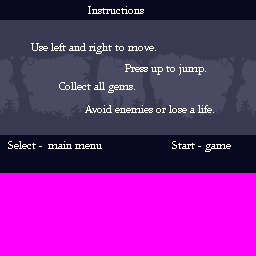 Instructions
Use left and right to move.
Press up to jump.
Collect all gems.
Avoid enemies or lose a life.
Select - main menu
Start - game